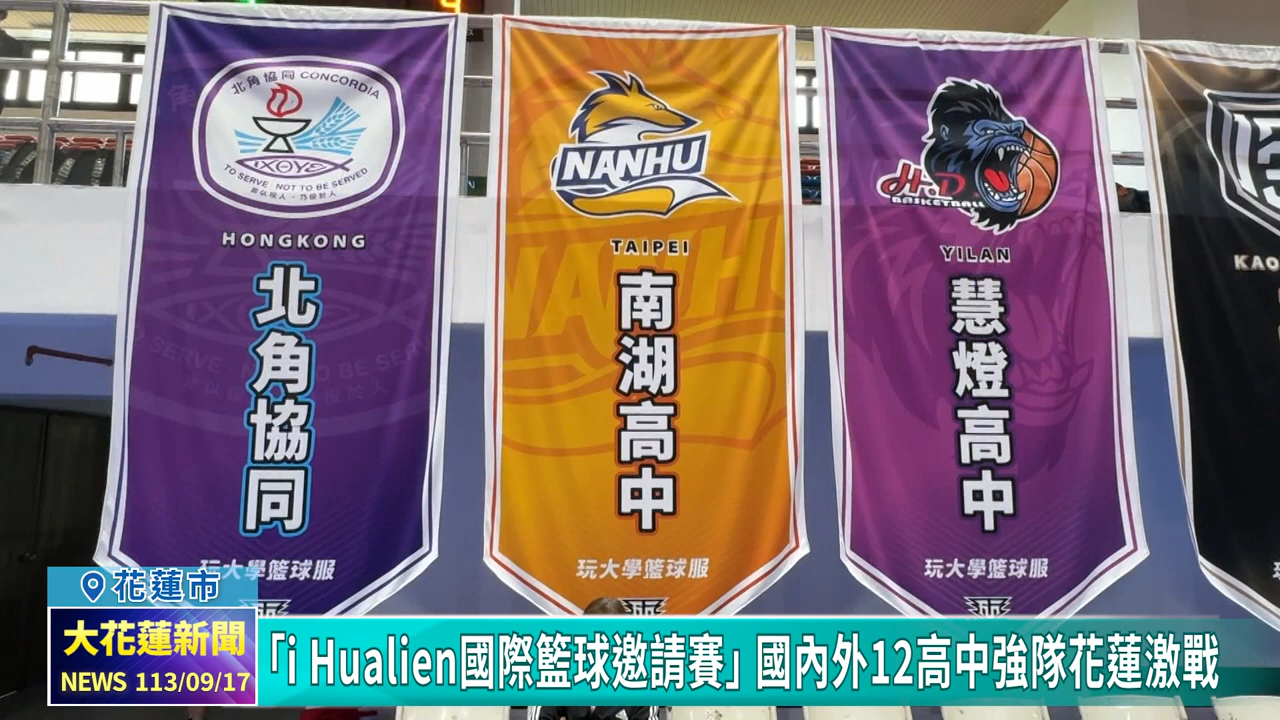 北角協同 CONCORDIA
ΙΧΘΥΣ
TO SERVE · NOT TO BE SERVED
HONGKONG
北角協同
玩大學籃球服
NANHU
TAIPEI
南湖高中
玩大學籃球服
H.D.
BASKETBALL
YILAN
慧燈高中
玩大學籃球服
KAO
花蓮市
大花蓮新聞
NEWS 113/09/17
「i Hualien國際籃球邀請賽」國內外12高中強隊花蓮激戰